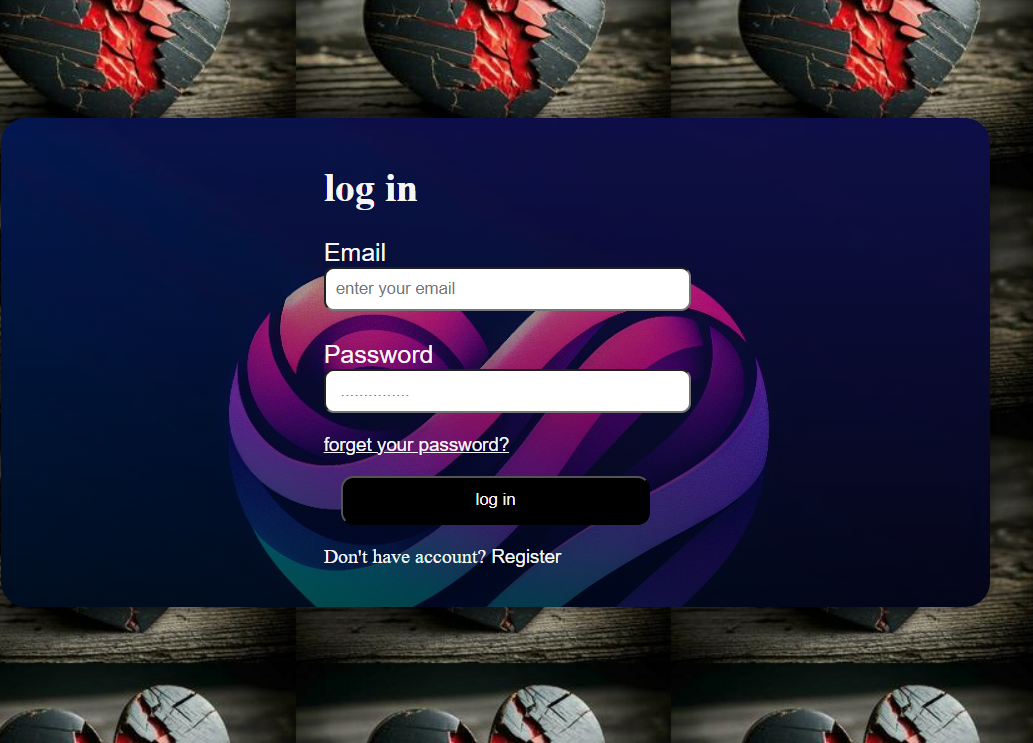 log in
Email
enter your email
Password
...............
forget your password?
log in
Don't have account? Register